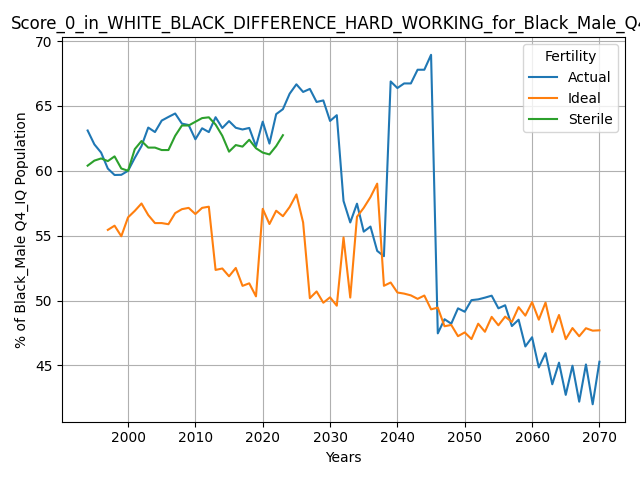 Score_0_in_WHITE_BLACK_DIFFERENCE_HARD_WORKING_for_Black_Male_Q4
% of Black_Male Q4_IQ Population
70
65
60
55
50
45
Fertility
Actual
Ideal
Sterile
2000 2010 2020 2030 2040 2050 2060 2070
Years